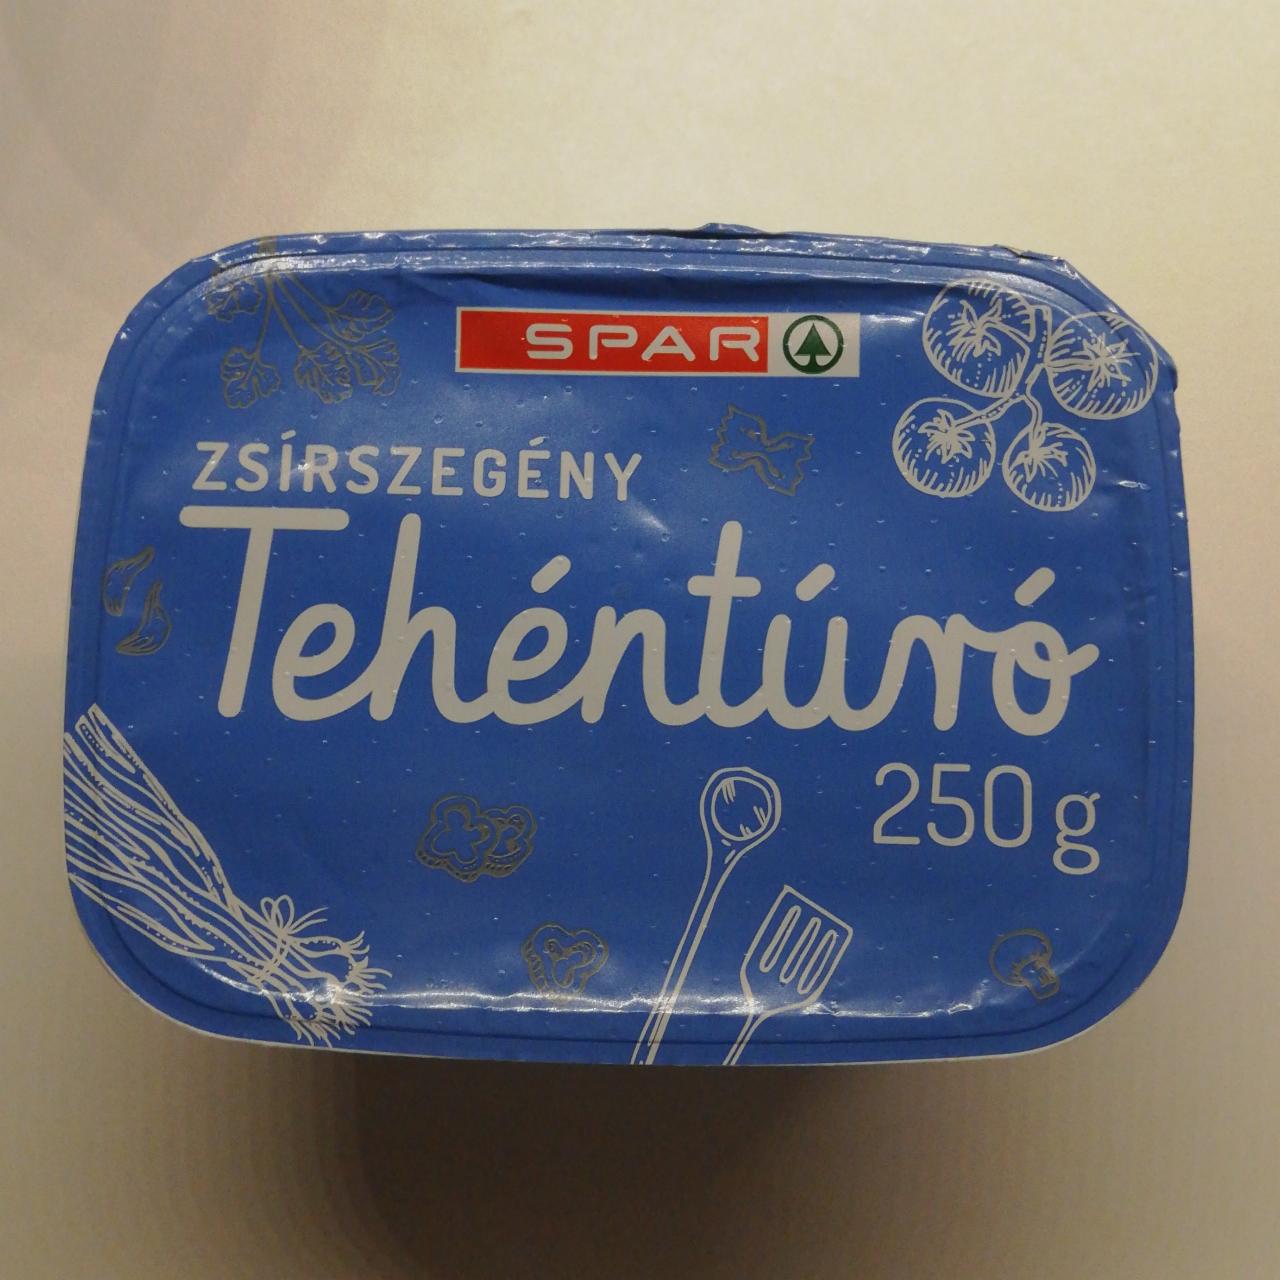 SPAR
ZSÍRSZEGÉNY
Tehéntúró
250 g